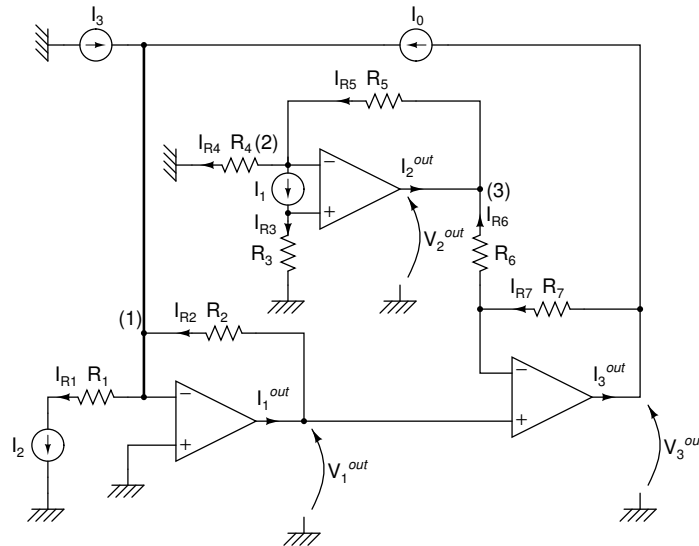 I3
I0
IR5 R5
IR4 R4 (2)
−
I2out
I1
(3)
+
IR3
IR6
R3
V2out
R6
IR7 R7
(1)
IR2 R2
IR1 R1
−
−
I1out
I3out
I2
+
+
V1out
V3out